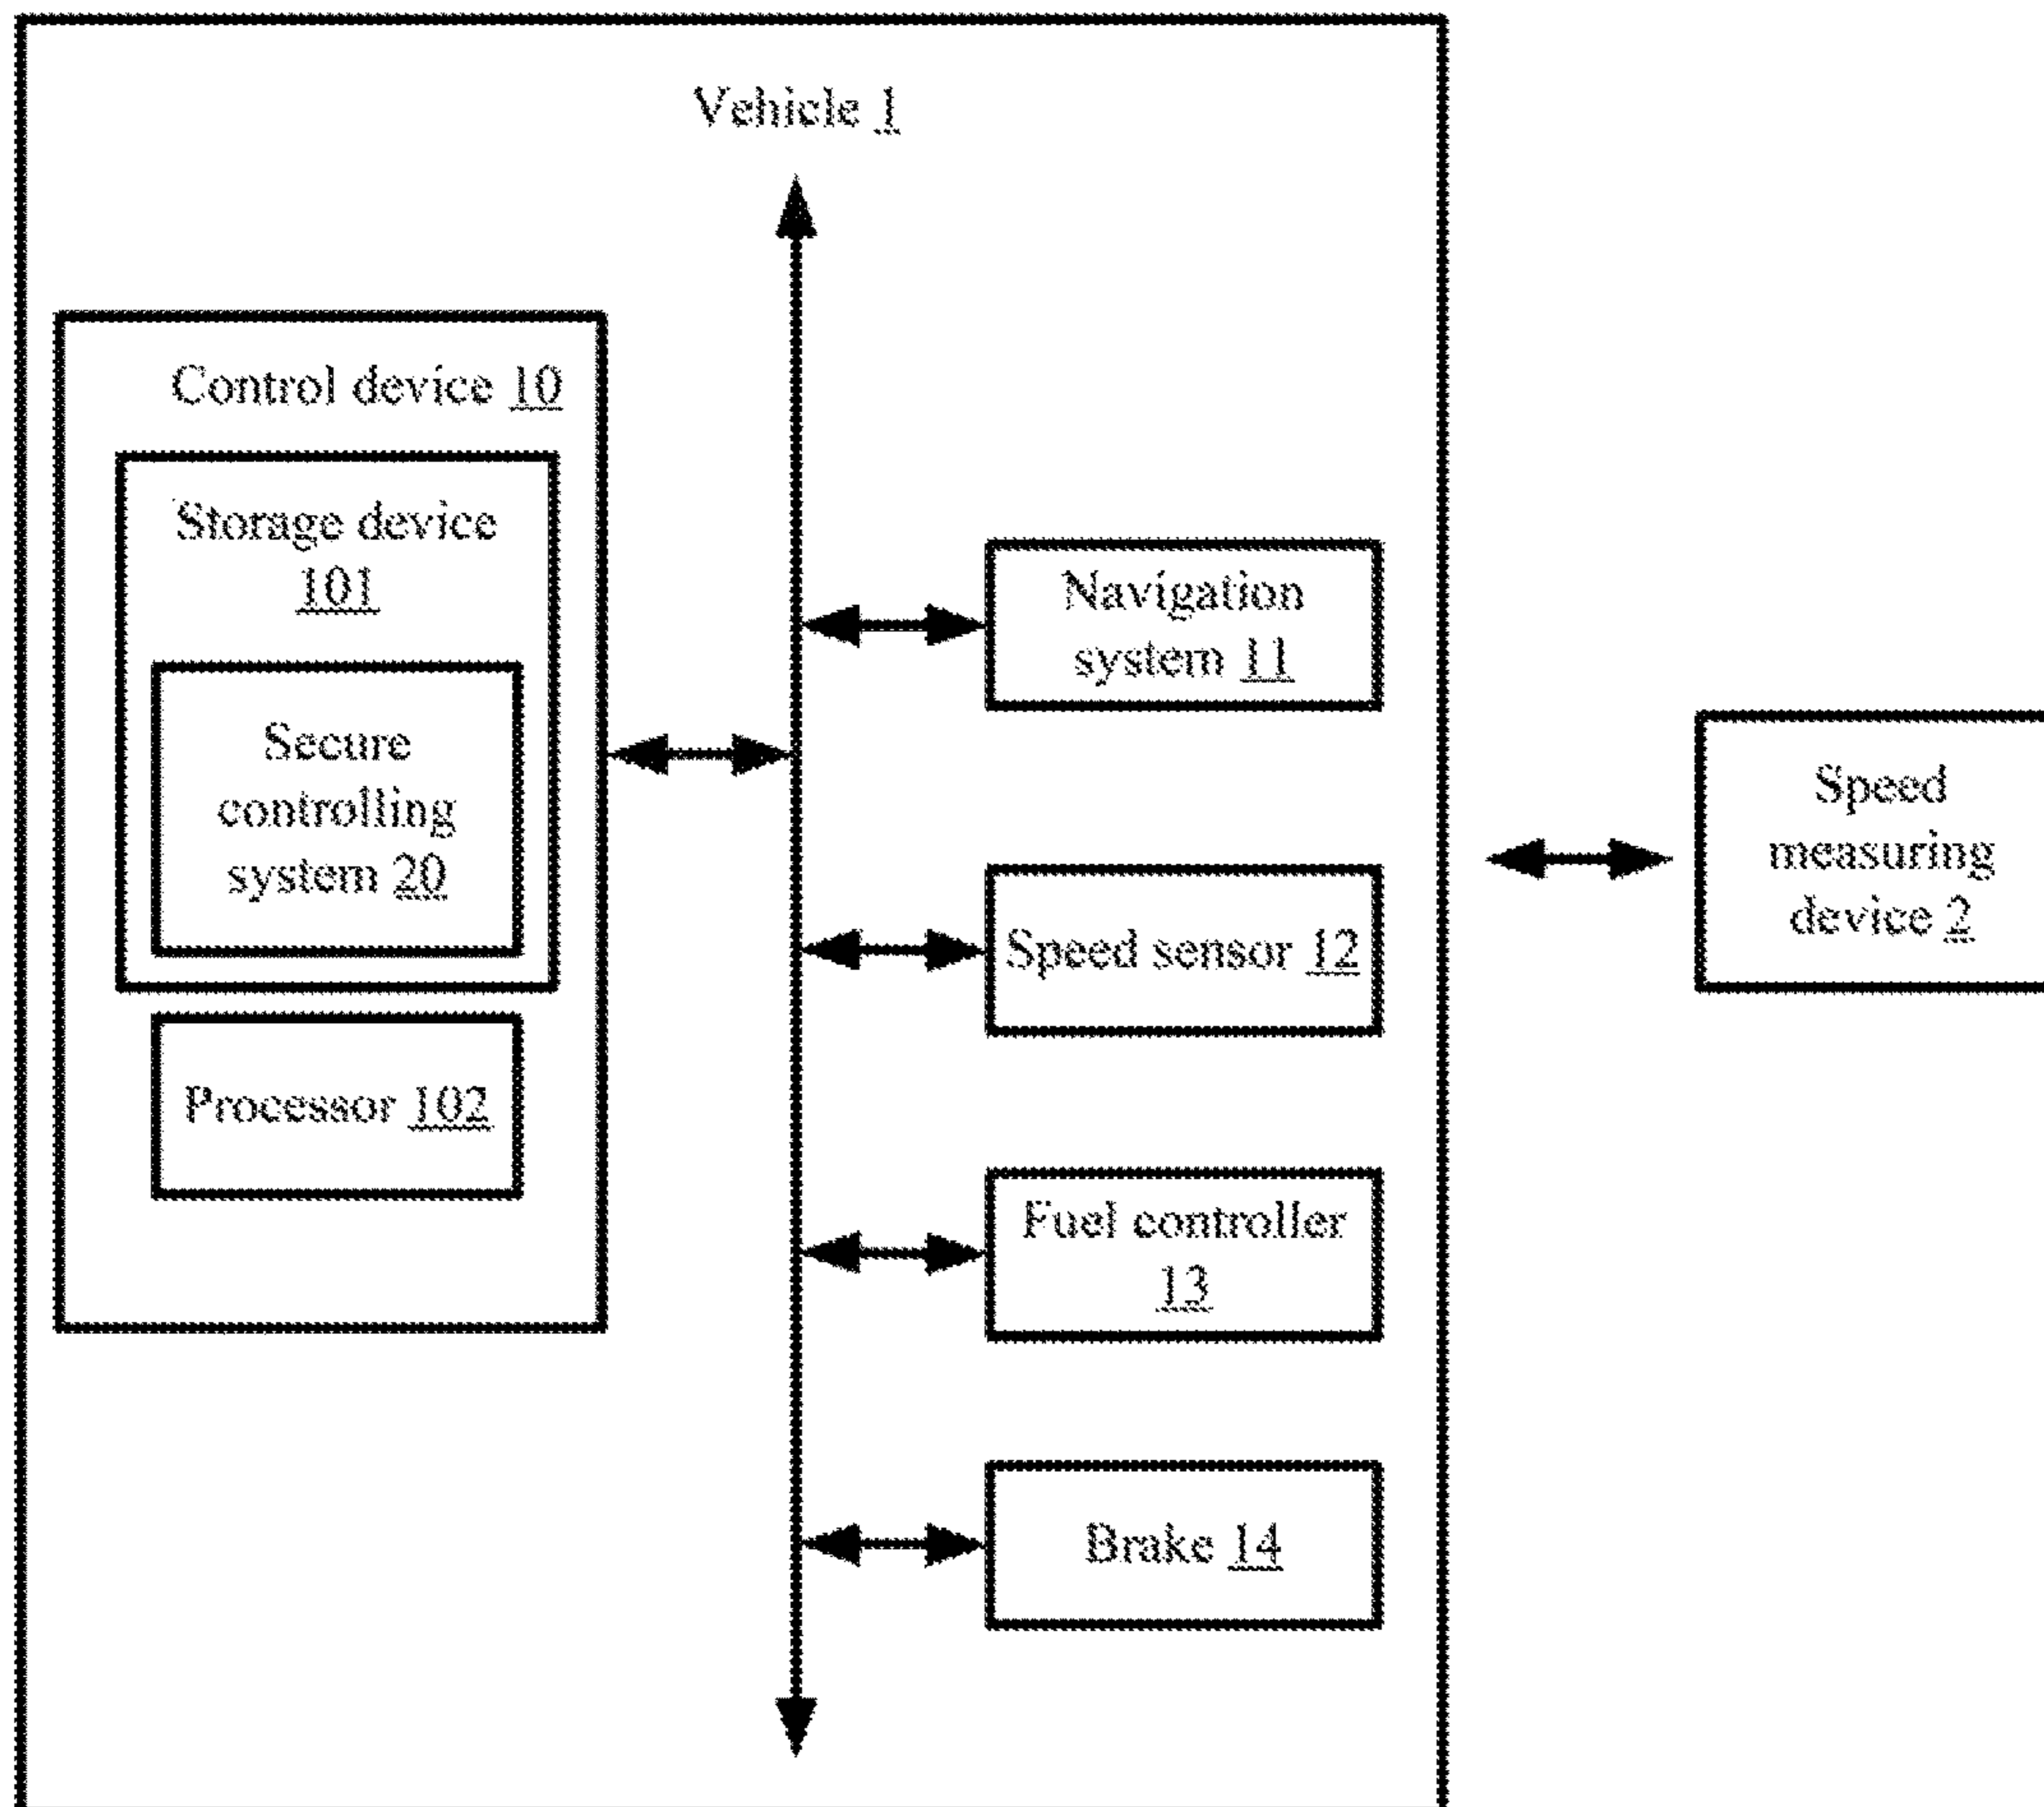 Vehicle 1
Control device 10
Storage device
101
Secure
controlling
system 20
Processor 102
Navigation
system 11
Speed sensor 12
Fuel controller
13
Brake 14
Speed
measuring
device 2